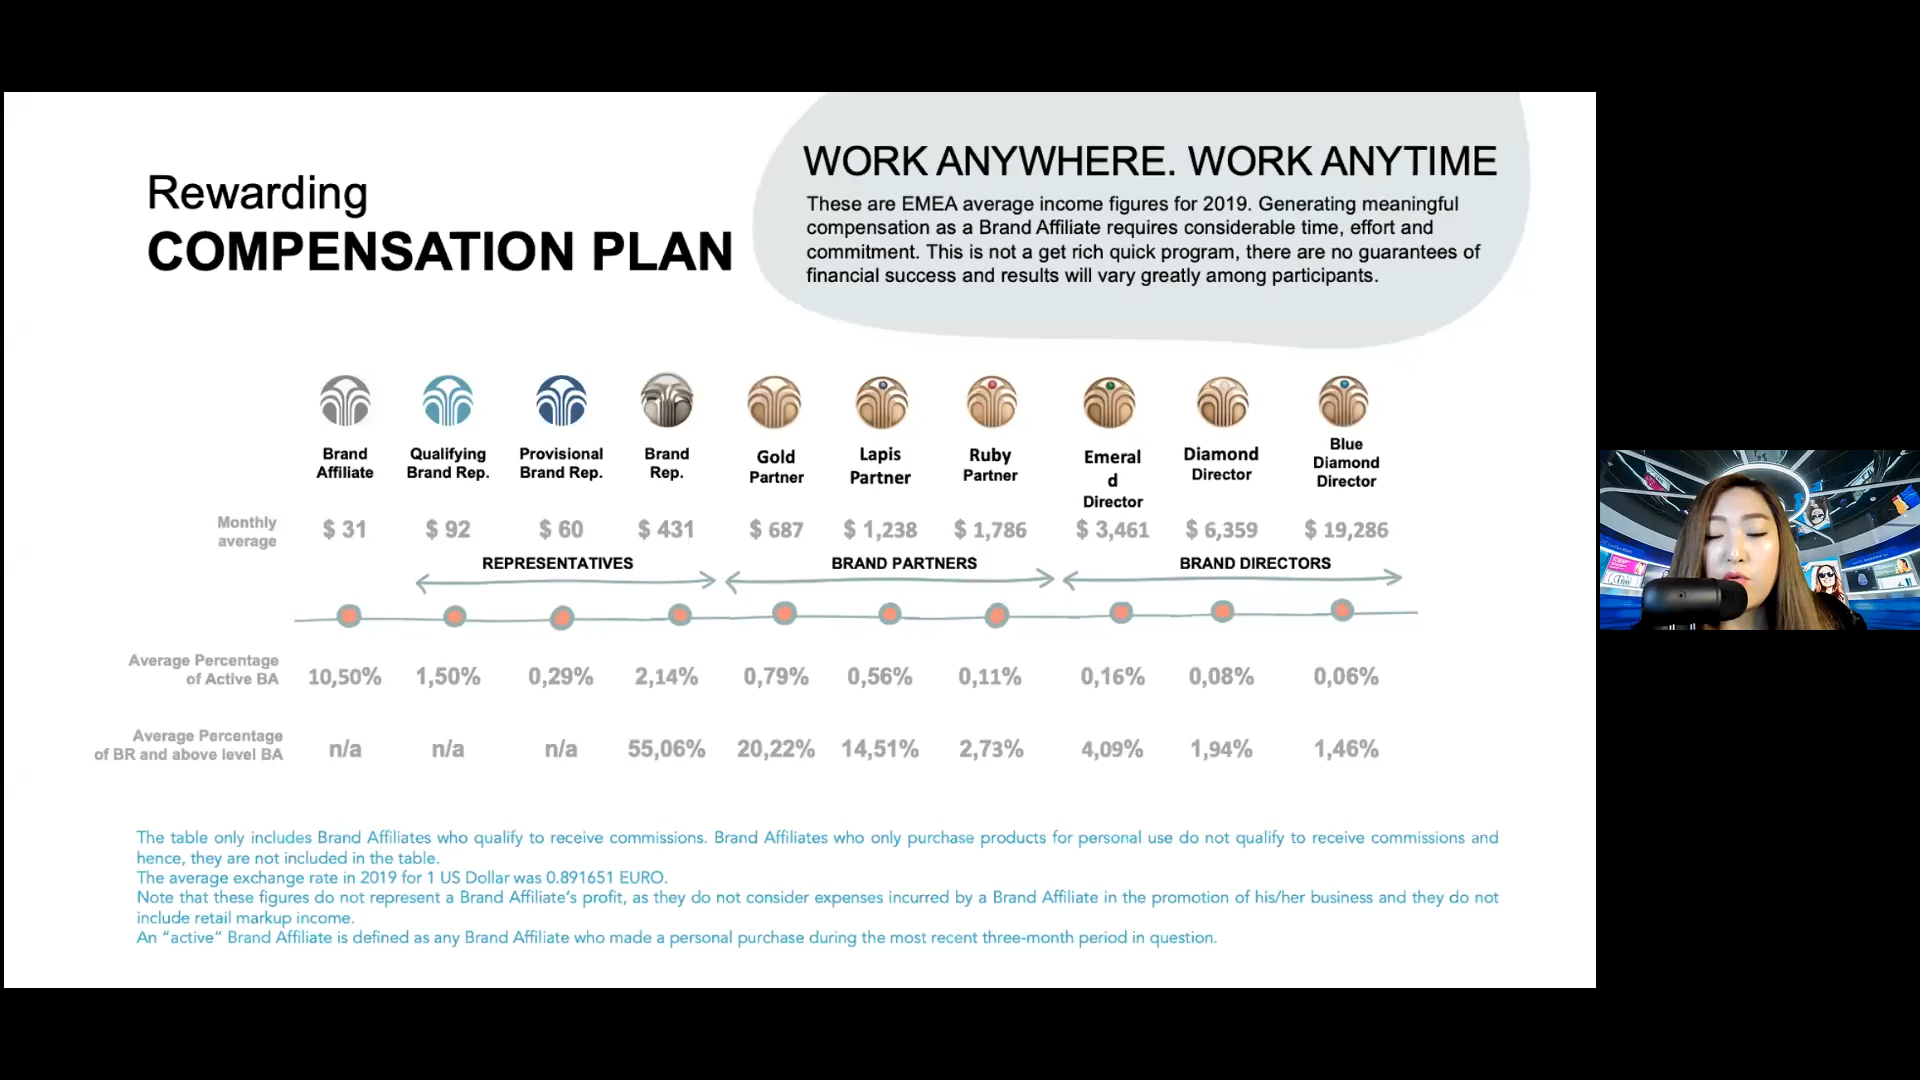 Rewarding
COMPENSATION PLAN
WORK ANYWHERE. WORK ANYTIME
These are EMEA average income figures for 2019. Generating meaningful
compensation as a Brand Affiliate requires considerable time, effort and
commitment. This is not a get rich quick program, there are no guarantees of
financial success and results will vary greatly among participants.
Brand Affiliate
Qualifying Brand Rep.
Provisional Brand Rep.
Brand Rep.
Gold Partner
Lapis Partner
Ruby Partner
Emeral d Director
Diamond Director
Blue Diamond Director
Monthly average $ 31 $ 92 $ 60 $ 431 $ 687 $ 1,238 $ 1,786 $ 3,461 $ 6,359 $ 19,286
REPRESENTATIVES BRAND PARTNERS BRAND DIRECTORS
Average Percentage of Active BA 10,50% 1,50% 0,29% 2,14% 0,79% 0,56% 0,11% 0,16% 0,08% 0,06%
Average Percentage of BR and above level BA n/a n/a n/a 55,06% 20,22% 14,51% 2,73% 4,09% 1,94% 1,46%
The table only includes Brand Affiliates who qualify to receive commissions. Brand Affiliates who only purchase products for personal use do not qualify to receive commissions and
hence, they are not included in the table.
The average exchange rate in 2019 for 1 US Dollar was 0.891651 EURO.
Note that these figures do not represent a Brand Affiliate's profit, as they do not consider expenses incurred by a Brand Affiliate in the promotion of his/her business and they do not
include retail markup income.
An "active" Brand Affiliate is defined as any Brand Affiliate who made a personal purchase during the most recent three-month period in question.